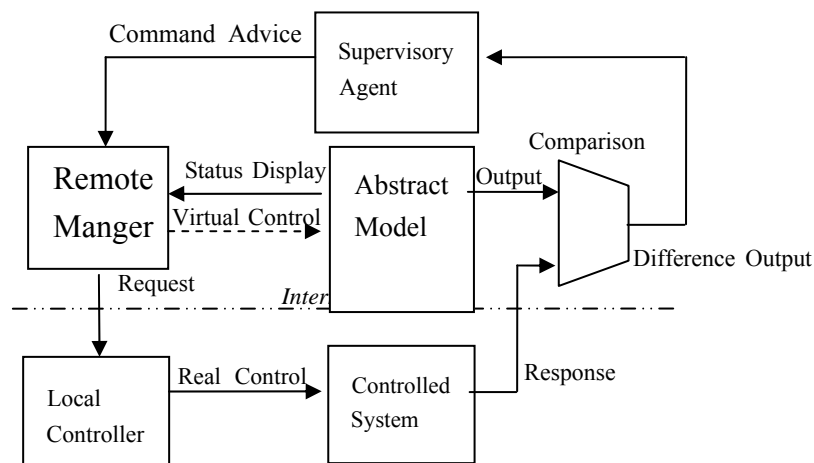 Command Advice
Supervisory
Agent
Comparison
Remote
Manger
Status Display
Virtual Control
Abstract
Model
Output
Difference Output
Request
Inter
Local
Controller
Real Control
Controlled
System
Response